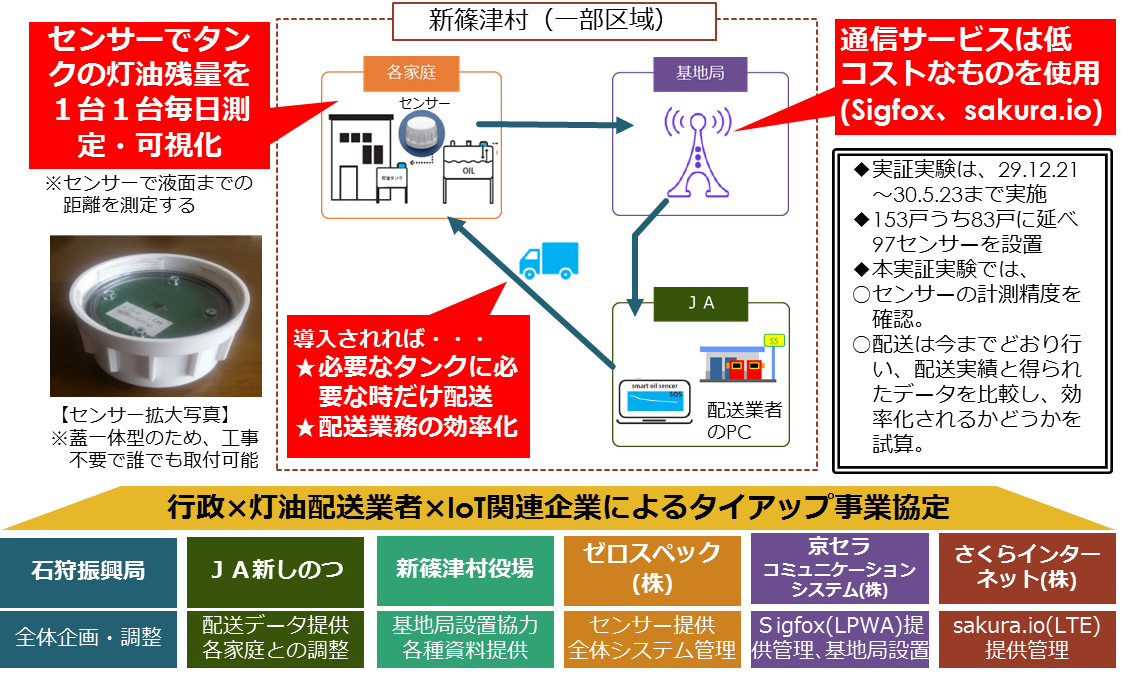 新篠津村（一部区域）
センサーでタン
クの灯油残量を
１台１台毎日測
定・可視化
※センサーで液面までの
距離を測定する
【センサー拡大写真】
※蓋一体型のため、工事
不要で誰でも取付可能
各家庭
センサー
灯油タンク
OIL
基地局
通信サービスは低
コストなものを使用
(Sigfox、sakura.io)
導入されれば・・・
★必要なタンクに必
要な時だけ配送
★配送業務の効率化
ＪＡ
SS
smart oil sencer
SOS
配送業者
のPC
◆実証実験は、29.12.21
～30.5.23まで実施
◆153戸うち83戸に延べ
97センサーを設置
◆本実証実験では、
○センサーの計測精度を
確認。
○配送は今までどおり行
い、配送実績と得られ
たデータを比較し、効
率化されるかどうかを
試算。
行政×灯油配送業者×IoT関連企業によるタイアップ事業協定
石狩振興局
全体企画・調整
ＪＡ新しのつ
配送データ提供
各家庭との調整
新篠津村役場
基地局設置協力
各種資料提供
ゼロスペック
(株)
センサー提供
全体システム管理
京セラ
コミュニケーション
システム(株)
Ｓigfox(LPWA)提
供管理、基地局設置
さくらインター
ネット(株)
sakura.io(LTE)
提供管理